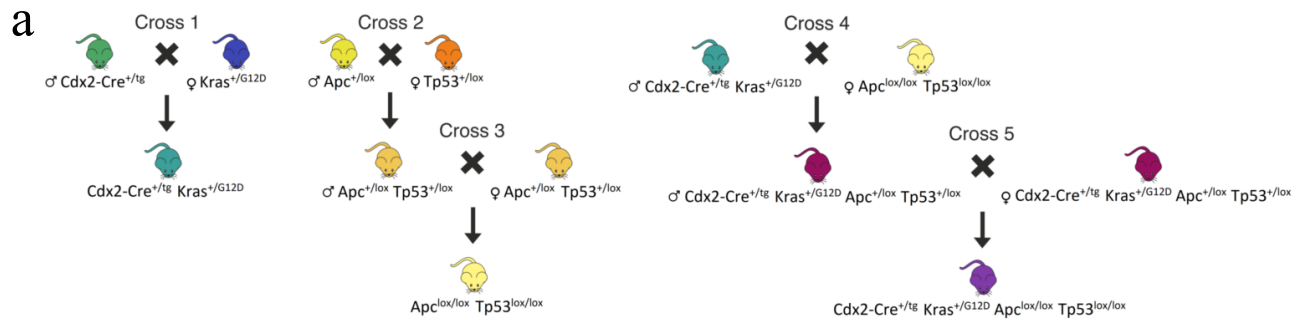 a
Cross 1
♂ Cdx2-Cre+/tg
♀ Kras+/G12D
Cdx2-Cre+/tg Kras+/G12D
Cross 2
♂ Apc+/lox
♀ Tp53+/lox
Cross 3
♂ Apc+/lox Tp53+/lox
♀ Apc+/lox Tp53+/lox
Apclox/lox Tp53lox/lox
Cross 4
♂ Cdx2-Cre+/tg Kras+/G12D
♀ Apclox/lox Tp53lox/lox
Cross 5
♂ Cdx2-Cre+/tg Kras+/G12D Apc+/lox Tp53+/lox
♀ Cdx2-Cre+/tg Kras+/G12D Apc+/lox Tp53+/lox
Cdx2-Cre+/tg Kras+/G12D Apclox/lox Tp53lox/lox